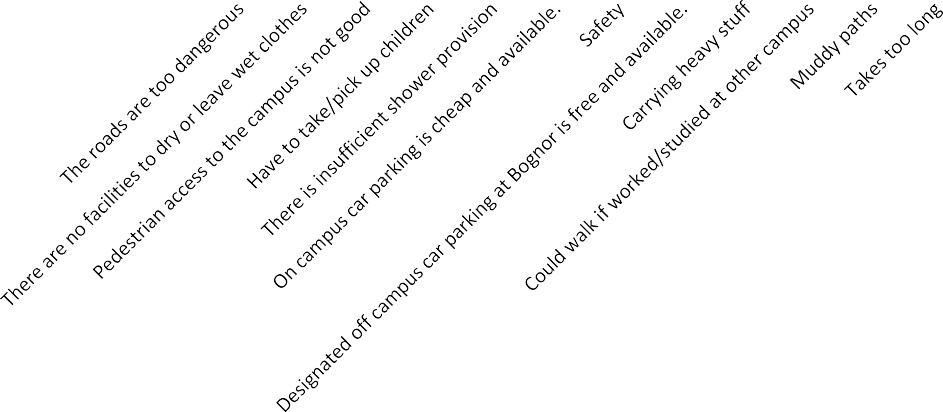 The roads are too dangerous
There are no facilities to dry or leave wet clothes
Pedestrian access to the campus is not good
Have to take/pick up children
There is insufficient shower provision
On campus car parking is cheap and available.
Safety
Designated off campus car parking at Bognor is free and available.
Carrying heavy stuff
Could walk if worked/studied at other campus
Muddy paths
Takes too long